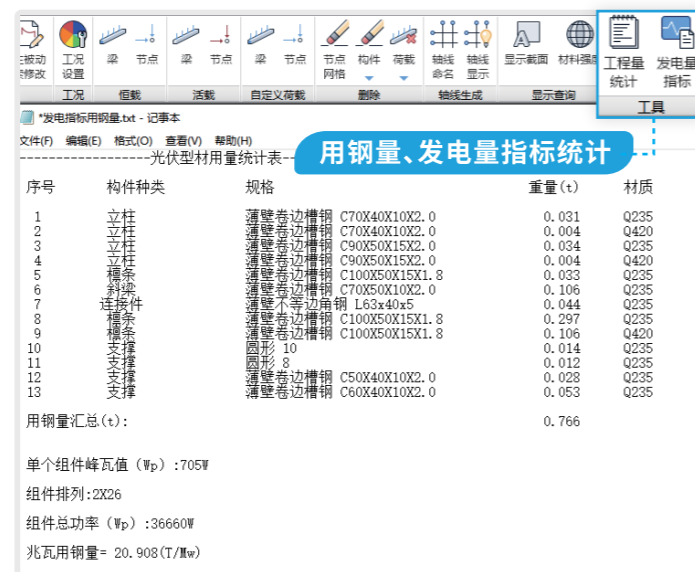 被动 工况 梁 节点 梁 节点 梁 节点 节点 构件 荷载 轴线 轴线 显示截面 材料强度 工程量 发电量
修改 设置 网格 命名 显示 统计 指标
工况 恒载 活载 自定义荷载 删除 轴线生成 显示查询 工具
*发电指标用钢量.txt - 记事本
文件(F) 编辑(E) 格式(O) 查看(V) 帮助(H)
用钢量、发电量指标统计
-------------------光伏型材用量统计表--
序号 构件种类 规格 重量(t) 材质
1 立柱 薄壁卷边槽钢 C70X40X10X2.0 0.031 Q235
2 立柱 薄壁卷边槽钢 C70X40X10X2.0 0.004 Q420
3 立柱 薄壁卷边槽钢 C90X50X15X2.0 0.034 Q235
4 立柱 薄壁卷边槽钢 C90X50X15X2.0 0.004 Q420
5 檩条 薄壁卷边槽钢 C100X50X15X1.8 0.033 Q235
6 斜梁 薄壁卷边槽钢 C70X50X10X2.0 0.106 Q235
7 连接件 薄壁不等边角钢 L63x40x5 0.044 Q235
8 檩条 薄壁卷边槽钢 C100X50X15X1.8 0.297 Q235
9 檩条 薄壁卷边槽钢 C100X50X15X1.8 0.106 Q420
10 支撑 圆形 10 0.014 Q235
11 支撑 圆形 8 0.012 Q235
12 支撑 薄壁卷边槽钢 C50X40X10X2.0 0.028 Q235
13 支撑 薄壁卷边槽钢 C60X40X10X2.0 0.053 Q235
用钢量汇总(t): 0.766
单个组件峰瓦值（Wp）:705W
组件排列:2X26
组件总功率（Wp）:36660W
兆瓦用钢量= 20.908(T/Mw)